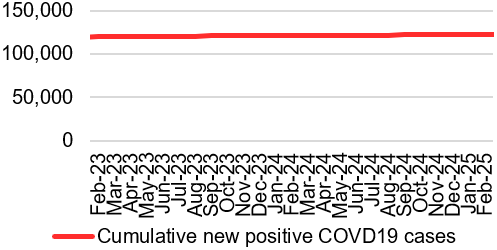 150,000
100,000
50,000
0
Feb-23
Mar-23
Apr-23
May-23
Jun-23
Jul-23
Aug-23
Sep-23
Oct-23
Nov-23
Dec-23
Jan-24
Feb-24
Mar-24
Apr-24
May-24
Jun-24
Jul-24
Aug-24
Sep-24
Oct-24
Nov-24
Dec-24
Jan-25
Feb-25
Cumulative new positive COVD19 cases